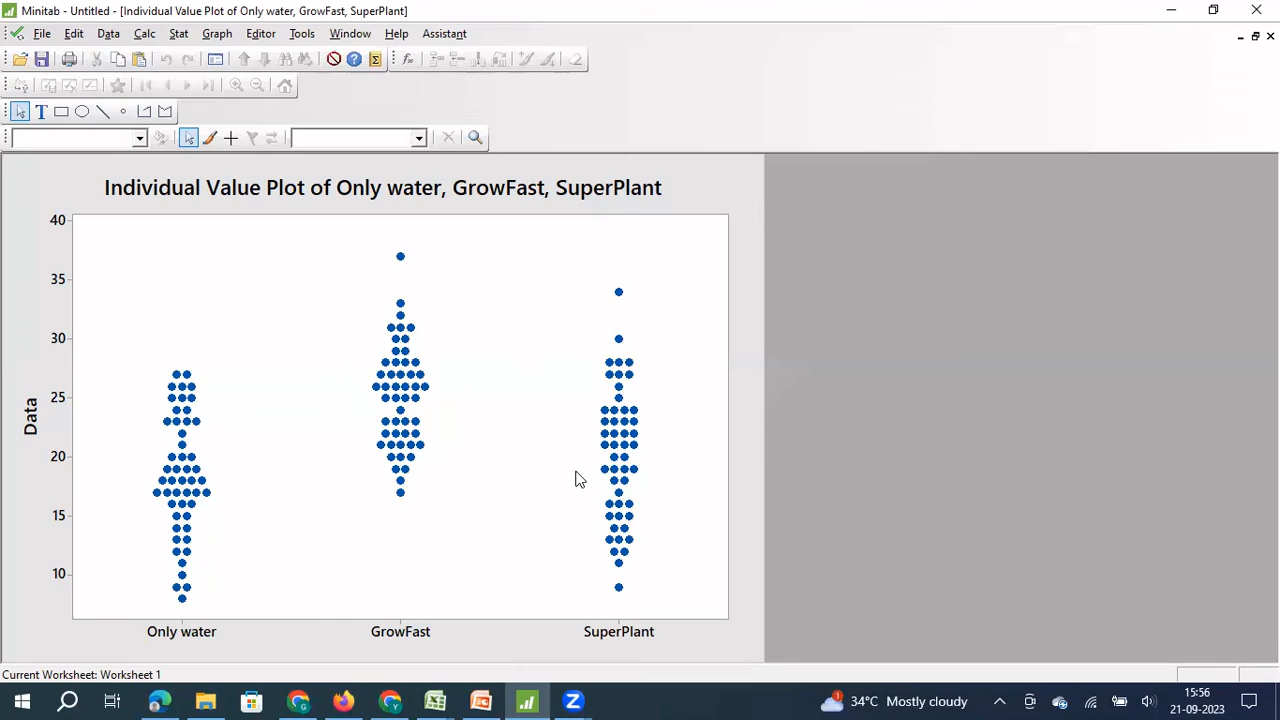 Minitab - Untitled - [Individual Value Plot of Only water, GrowFast, SuperPlant]
File Edit Data Calc Stat Graph Editor Tools Window Help Assistant
Individual Value Plot of Only water, GrowFast, SuperPlant
40
35
30
25
20
15
10
Data
Only water GrowFast SuperPlant
Current Worksheet: Worksheet 1
34°C Mostly cloudy
15:56
21-09-2023